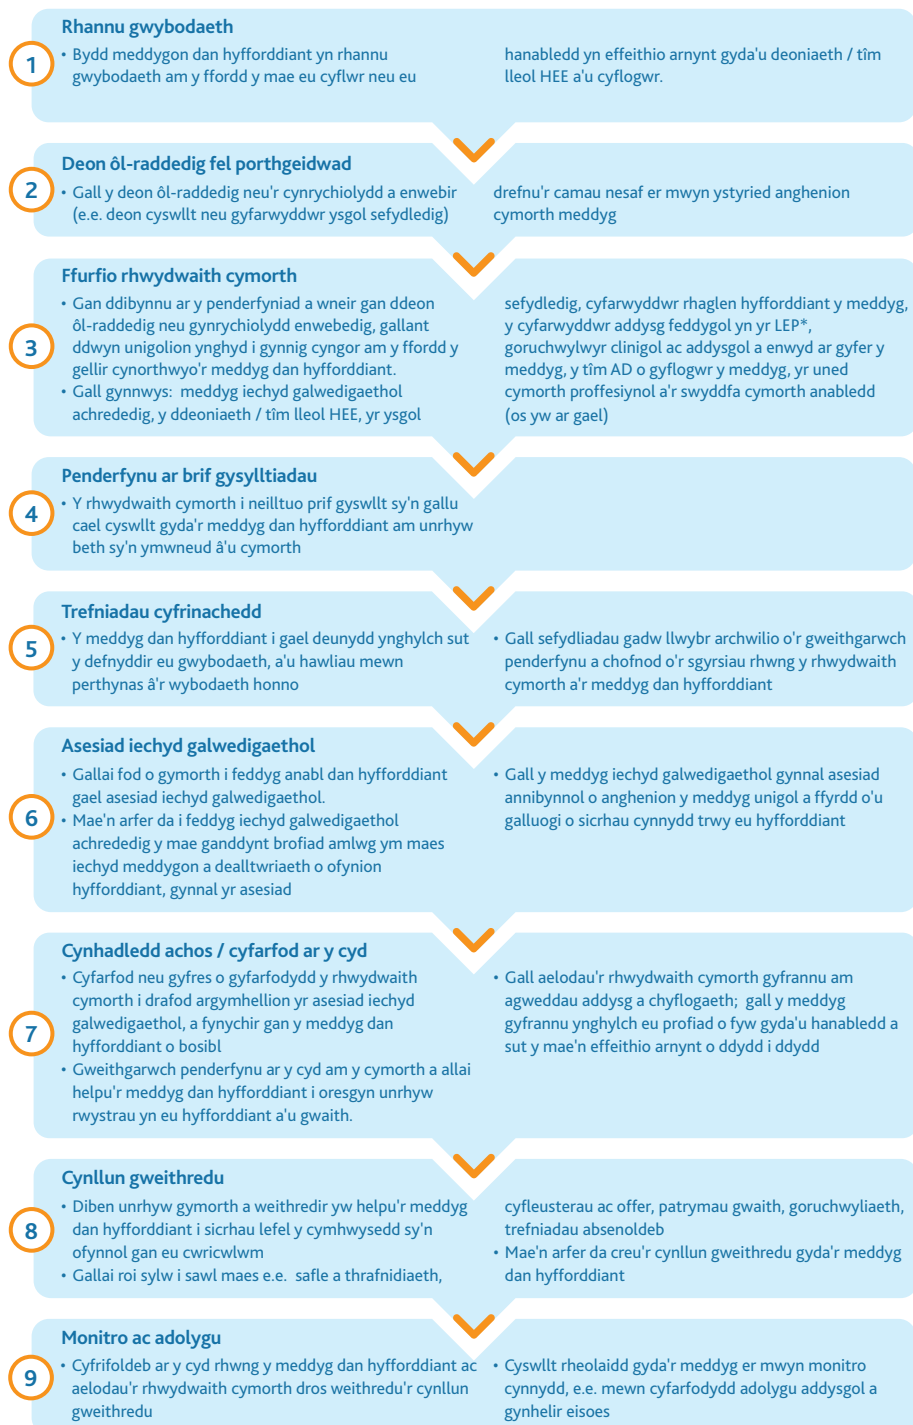 Rhannu gwybodaeth
1
• Bydd meddygon dan hyfforddiant yn rhannu
gwybodaeth am y ffordd y mae eu cyflwr neu eu
hanabledd yn effeithio arnynt gyda'u deoniaeth / tîm
lleol HEE a'u cyflogwr.
Deon ôl-raddedig fel porthgeidwad
2
• Gall y deon ôl-raddedig neu'r cynrychiolydd a enwebir
(e.e. deon cyswllt neu gyfarwyddwr ysgol sefydledig)
drefnu'r camau nesaf er mwyn ystyried anghenion
cymorth meddyg
Ffurfio rhwydwaith cymorth
3
• Gan ddibynnu ar y penderfyniad a wneir gan ddeon
ôl-raddedig neu gynrychiolydd enwebedig, gallant
ddwyn unigolion ynghyd i gynnig cyngor am y ffordd y
gellir cynorthwyo'r meddyg dan hyfforddiant.
• Gall gynnwys: meddyg iechyd galwedigaethol
achrededig, y ddeoniaeth / tîm lleol HEE, yr ysgol
sefydledig, cyfarwyddwr rhaglen hyfforddiant y meddyg,
y cyfarwyddwr addysg feddygol yn yr LEP*,
goruchwylwyr clinigol ac addysgol a enwyd ar gyfer y
meddyg, y tîm AD o gyflogwr y meddyg, yr uned
cymorth proffesiynol a'r swyddfa cymorth anabledd
(os yw ar gael)
Penderfynu ar brif gysylltiadau
4
• Y rhwydwaith cymorth i neilltuo prif gyswllt sy'n gallu
cael cyswllt gyda'r meddyg dan hyfforddiant am unrhyw
beth sy'n ymwneud â'u cymorth
Trefniadau cyfrinachedd
5
• Y meddyg dan hyfforddiant i gael deunydd ynghylch sut
y defnyddir eu gwybodaeth, a'u hawliau mewn
perthynas â'r wybodaeth honno
• Gall sefydliadau gadw llwybr archwilio o'r gweithgarwch
penderfynu a chofnod o'r sgyrsiau rhwng y rhwydwaith
cymorth a'r meddyg dan hyfforddiant
Asesiad iechyd galwedigaethol
6
• Gallai fod o gymorth i feddyg anabl dan hyfforddiant
gael asesiad iechyd galwedigaethol.
• Mae'n arfer da i feddyg iechyd galwedigaethol
achrededig y mae ganddynt brofiad amlwg ym maes
iechyd meddygon a dealltwriaeth o ofynion
hyfforddiant, gynnal yr asesiad
• Gall y meddyg iechyd galwedigaethol gynnal asesiad
annibynnol o anghenion y meddyg unigol a ffyrdd o'u
galluogi o sicrhau cynnydd trwy eu hyfforddiant
Cynhadledd achos / cyfarfod ar y cyd
7
• Cyfarfod neu gyfres o gyfarfodydd y rhwydwaith
cymorth i drafod argymhellion yr asesiad iechyd
galwedigaethol, a fynychir gan y meddyg dan
hyfforddiant o bosibl
• Gweithgarwch penderfynu ar y cyd am y cymorth a allai
helpu'r meddyg dan hyfforddiant i oresgyn unrhyw
rwystrau yn eu hyfforddiant a'u gwaith.
• Gall aelodau'r rhwydwaith cymorth gyfrannu am
agweddau addysg a chyflogaeth; gall y meddyg
gyfrannu ynghylch eu profiad o fyw gyda'u hanabledd a
sut y mae'n effeithio arnynt o ddydd i ddydd
Cynllun gweithredu
8
• Diben unrhyw gymorth a weithredir yw helpu'r meddyg
dan hyfforddiant i sicrhau lefel y cymhwysedd sy'n
ofynnol gan eu cwricwlwm
• Gallai roi sylw i sawl maes e.e. safle a thrafnidiaeth,
cyfleusterau ac offer, patrymau gwaith, goruchwyliaeth,
trefniadau absenoldeb
• Mae'n arfer da creu'r cynllun gweithredu gyda'r meddyg
dan hyfforddiant
Monitro ac adolygu
9
• Cyfrifoldeb ar y cyd rhwng y meddyg dan hyfforddiant ac
aelodau'r rhwydwaith cymorth dros weithredu'r cynllun
gweithredu
• Cyswllt rheolaidd gyda'r meddyg er mwyn monitro
cynnydd, e.e. mewn cyfarfodydd adolygu addysgol a
gynhelir eisoes